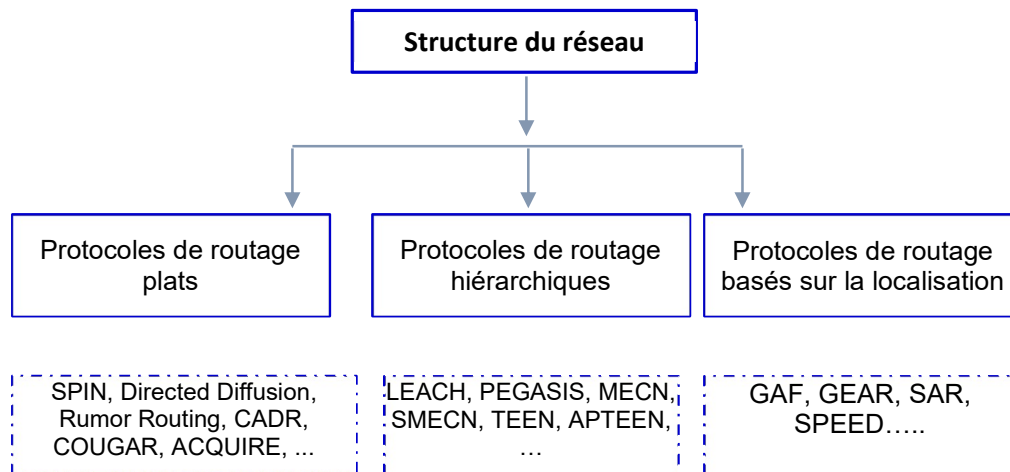 Structure du réseau
Protocoles de routage
plats
Protocoles de routage
hiérarchiques
Protocoles de routage
basés sur la localisation
SPIN, Directed Diffusion,
Rumor Routing, CADR,
COUGAR, ACQUIRE, ...
LEACH, PEGASIS, MECN,
SMECN, TEEN, APTEEN,
…
GAF, GEAR, SAR,
SPEED…..